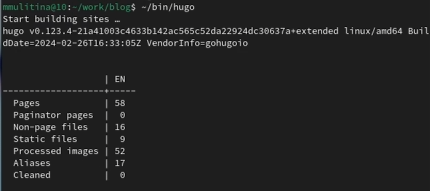 mmulitina@10:~/work/blog$ ~/bin/hugo
Start building sites …
hugo v0.123.4-21a41003c4633b142ac565c52da22924dc30637a+extended linux/amd64 Buil
dDate=2024-02-26T16:33:05Z VendorInfo=gohugoio
| EN
-------------------+-----
Pages | 58
Paginator pages | 0
Non-page files | 16
Static files | 9
Processed images | 52
Aliases | 17
Cleaned | 0